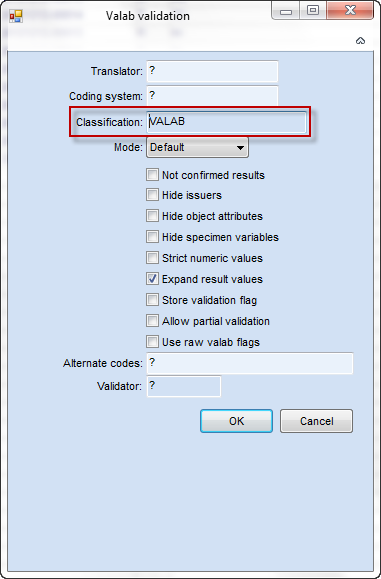 Valab validation
Translator: ?
Coding system: ?
Classification: VALAB
Mode: Default
Not confirmed results
Hide issuers
Hide object attributes
Hide specimen variables
Strict numeric values
Expand result values
Store validation flag
Allow partial validation
Use raw valab flags
Alternate codes: ?
Validator: ?
OK Cancel